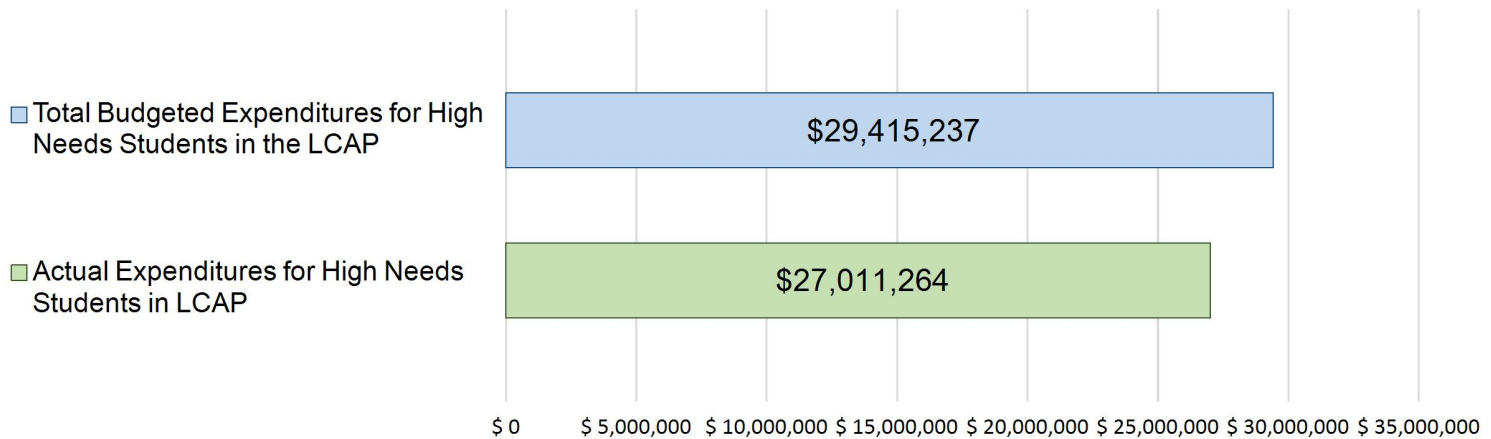 Total Budgeted Expenditures for High
Needs Students in the LCAP
$29,415,237
Actual Expenditures for High Needs
Students in LCAP
$27,011,264
$ 0 $ 5,000,000 $ 10,000,000 $ 15,000,000 $ 20,000,000 $ 25,000,000 $ 30,000,000 $ 35,000,000